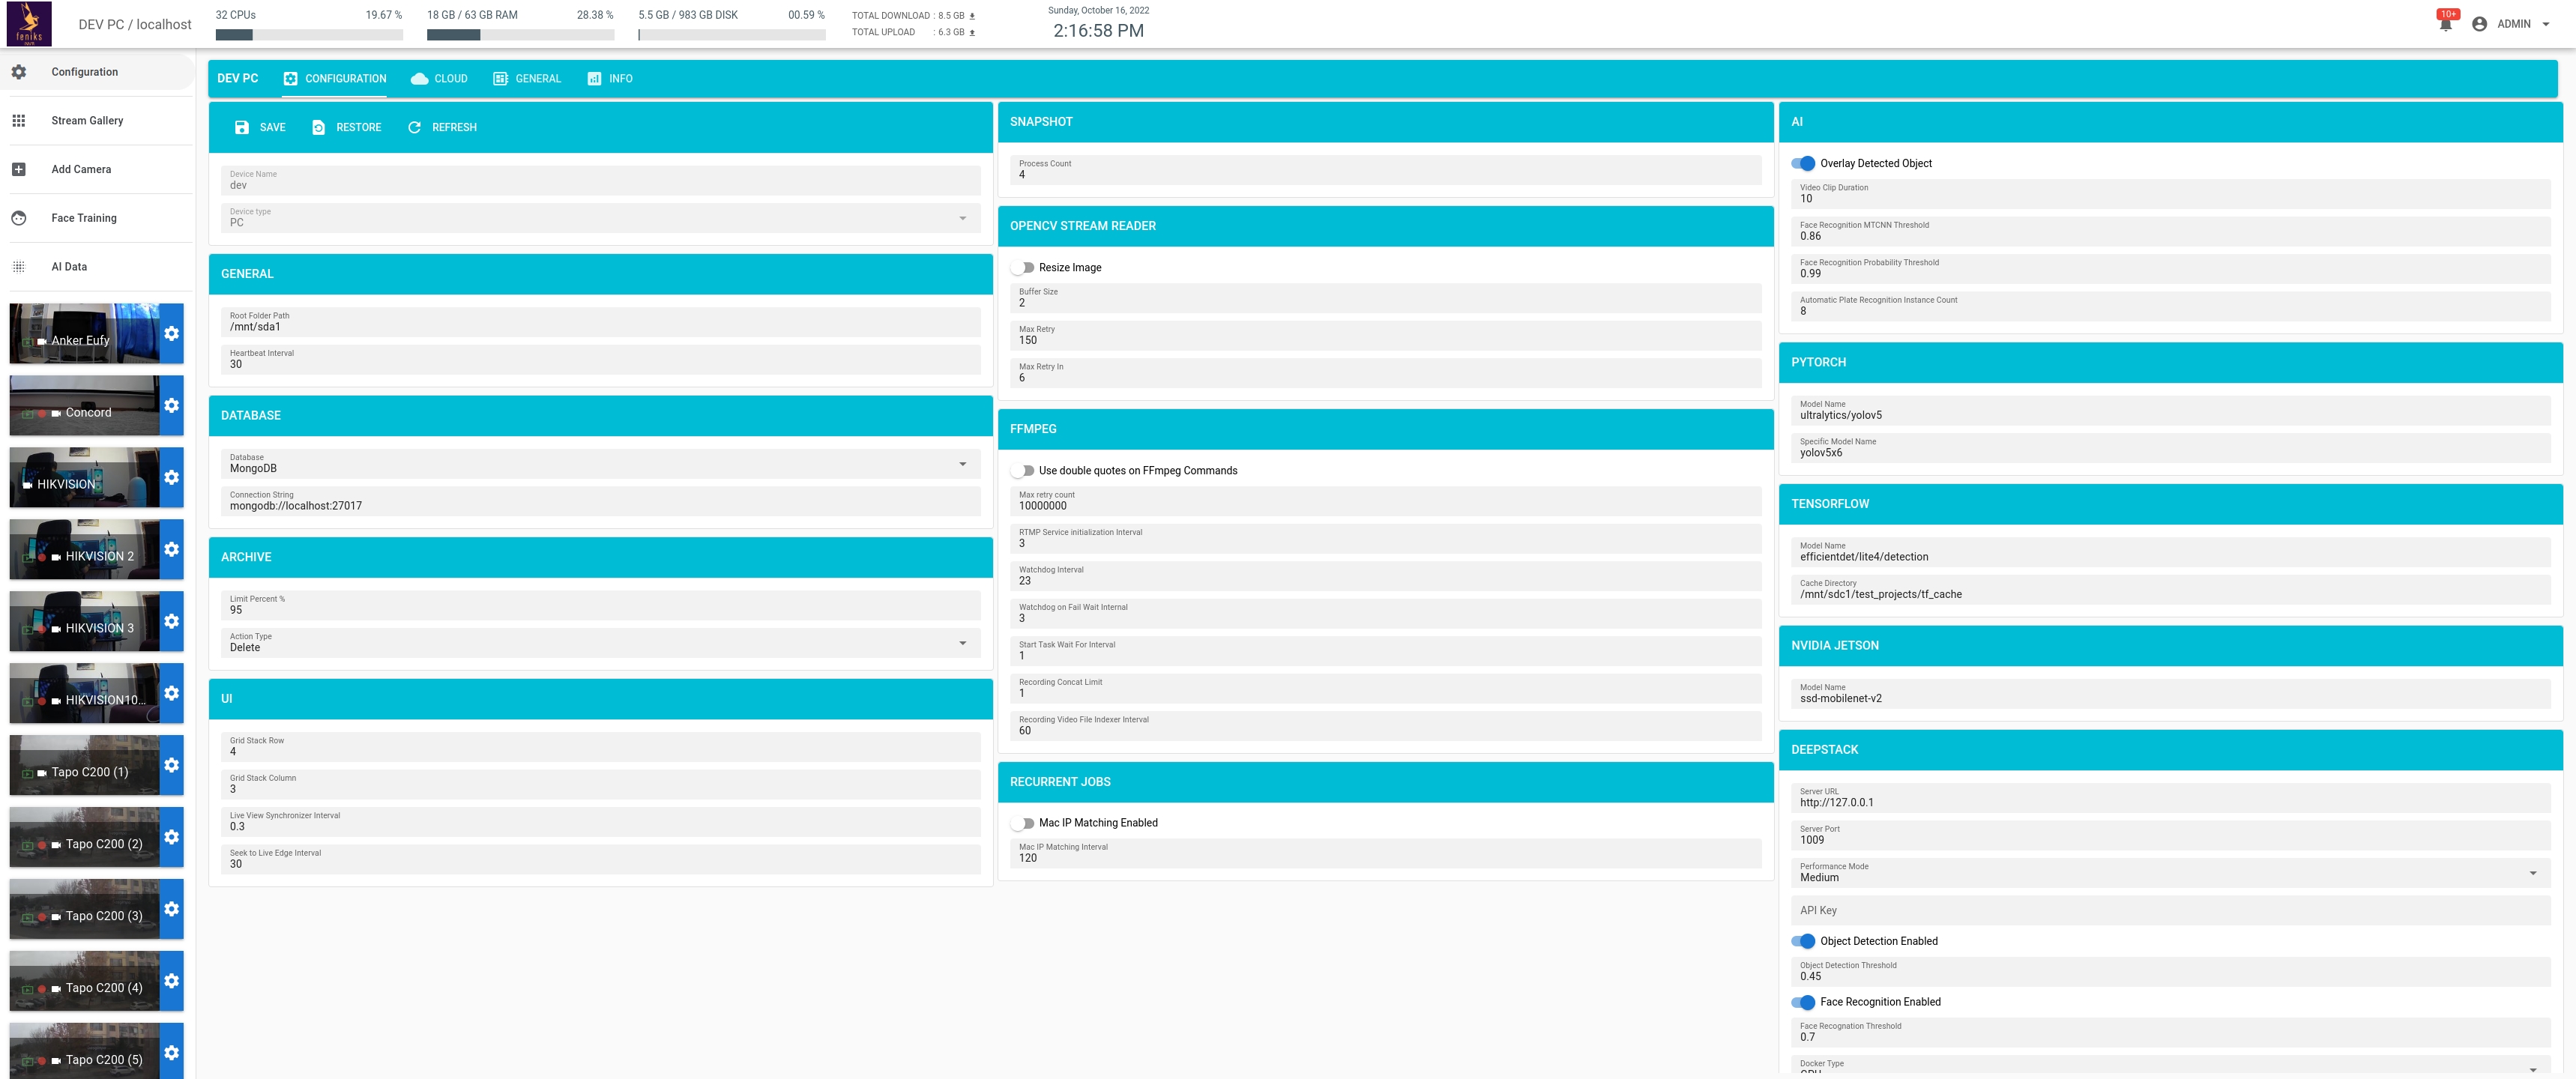 feniks
DEV PC / localhost
32 CPUs 19.67 %
18 GB / 63 GB RAM 28.38 %
5.5 GB / 983 GB DISK 00.59 %
TOTAL DOWNLOAD : 8.5 GB
TOTAL UPLOAD : 6.3 GB
Sunday, October 16, 2022
2:16:58 PM
10+
ADMIN
Configuration
Stream Gallery
Add Camera
Face Training
AI Data
Anker Eufy
Concord
HIKVISION
HIKVISION 2
HIKVISION 3
HIKVISION10...
Tapo C200 (1)
Tapo C200 (2)
Tapo C200 (3)
Tapo C200 (4)
Tapo C200 (5)
DEV PC CONFIGURATION CLOUD GENERAL INFO
SAVE RESTORE REFRESH
Device Name
dev
Device type
PC
GENERAL
Root Folder Path
/mnt/sda1
Heartbeat Interval
30
DATABASE
Database
MongoDB
Connection String
mongodb://localhost:27017
ARCHIVE
Limit Percent %
95
Action Type
Delete
UI
Grid Stack Row
4
Grid Stack Column
3
Live View Synchronizer Interval
0.3
Seek to Live Edge Interval
30
SNAPSHOT
Process Count
4
OPENCV STREAM READER
Resize Image
Buffer Size
2
Max Retry
150
Max Retry In
6
FFMPEG
Use double quotes on FFmpeg Commands
Max retry count
10000000
RTMP Service initialization Interval
3
Watchdog Interval
23
Watchdog on Fail Wait Internal
3
Start Task Wait For Interval
1
Recording Concat Limit
1
Recording Video File Indexer Interval
60
RECURRENT JOBS
Mac IP Matching Enabled
Mac IP Matching Interval
120
AI
Overlay Detected Object
Video Clip Duration
10
Face Recognition MTCNN Threshold
0.86
Face Recognition Probability Threshold
0.99
Automatic Plate Recognition Instance Count
8
PYTORCH
Model Name
ultralytics/yolov5
Specific Model Name
yolov5x6
TENSORFLOW
Model Name
efficientdet/lite4/detection
Cache Directory
/mnt/sdc1/test_projects/tf_cache
NVIDIA JETSON
Model Name
ssd-mobilenet-v2
DEEPSTACK
Server URL
http://127.0.0.1
Server Port
1009
Performance Mode
Medium
API Key
Object Detection Enabled
Object Detection Threshold
0.45
Face Recognition Enabled
Face Recognation Threshold
0.7
Docker Type